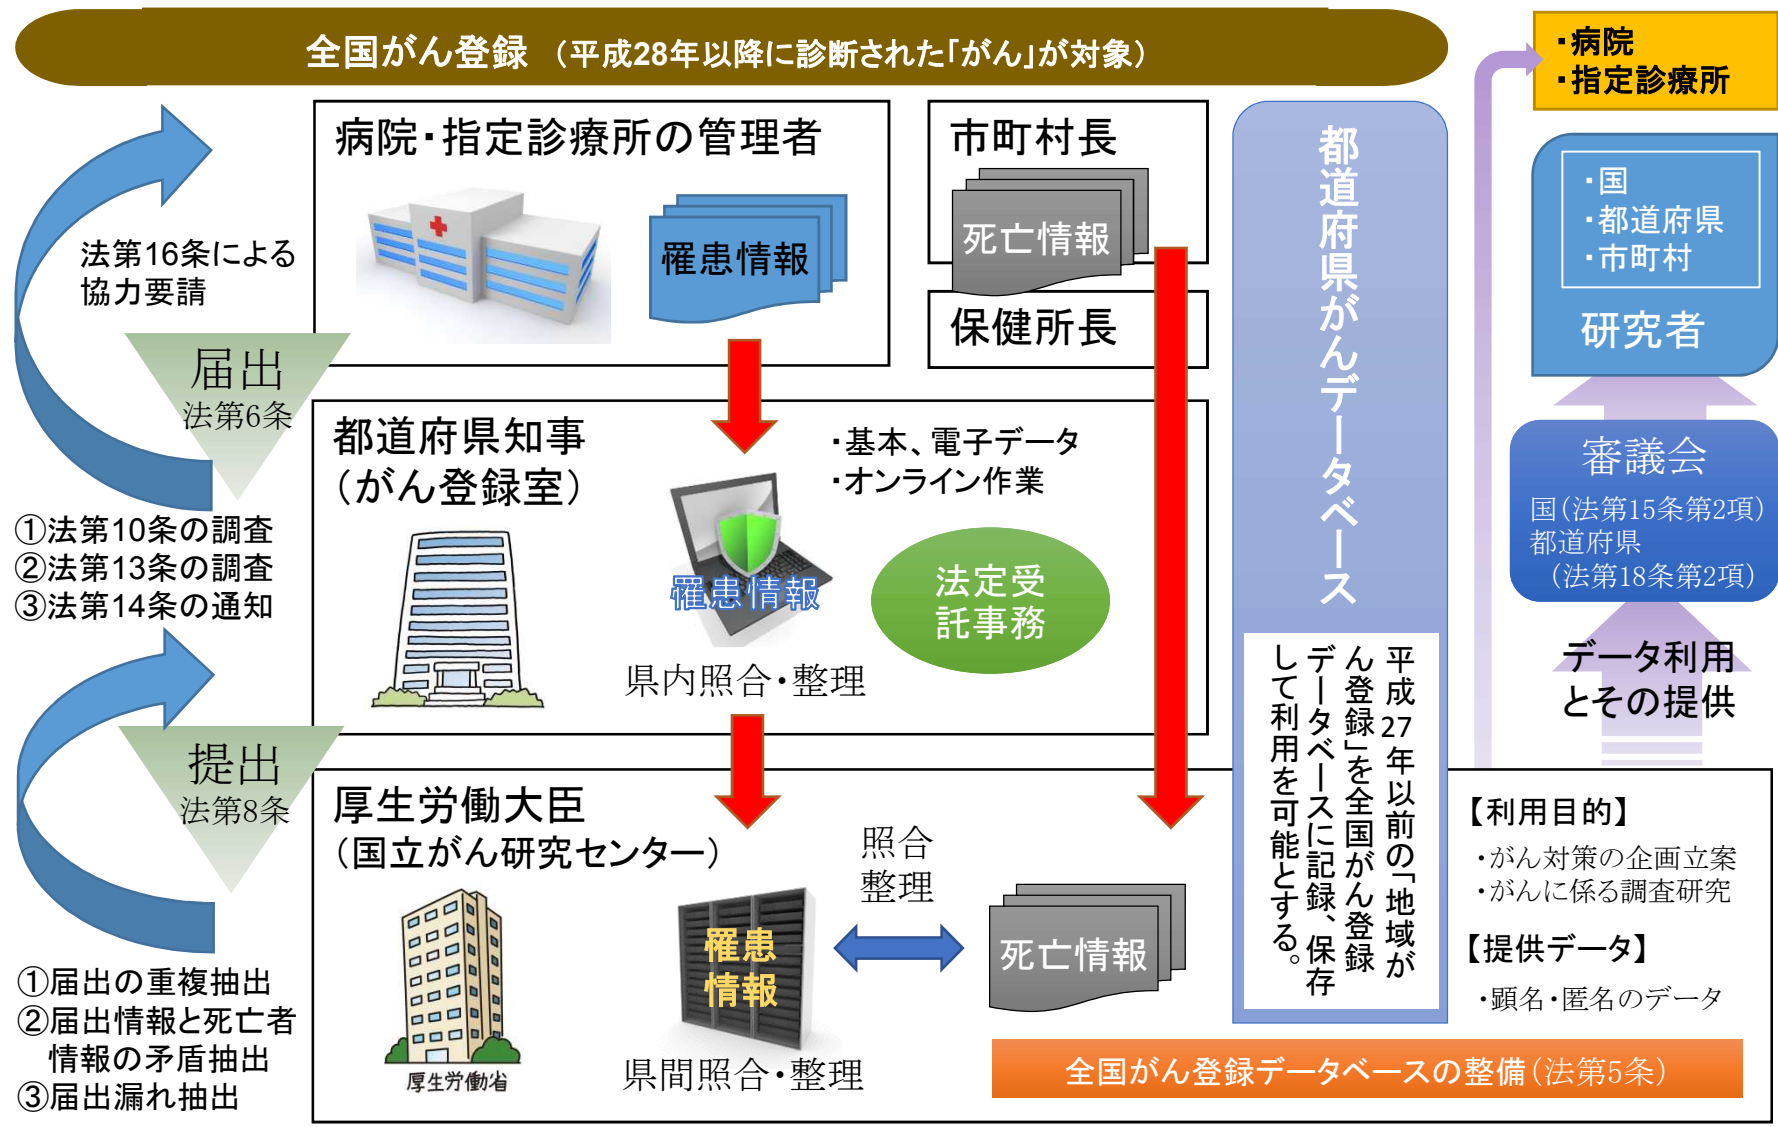 全国がん登録 （平成28年以降に診断された「がん」が対象）
病院・指定診療所の管理者
罹患情報
市町村長
死亡情報
保健所長
法第16条による
協力要請
届出
法第6条
都道府県知事
（がん登録室）
・基本、電子データ
・オンライン作業
罹患情報
法定受
託事務
県内照合・整理
①法第10条の調査
②法第13条の調査
③法第14条の通知
提出
法第8条
厚生労働大臣
（国立がん研究センター）
照合
整理
罹患
情報
死亡情報
厚生労働省
県間照合・整理
①届出の重複抽出
②届出情報と死亡者
情報の矛盾抽出
③届出漏れ抽出
都道府県がんデータベース
平成27年以前の「地域が
ん登録」を全国がん登録
データベースに記録、保存
して利用を可能とする。
・病院
・指定診療所
・国
・都道府県
・市町村
研究者
審議会
国（法第15条第2項）
都道府県
（法第18条第2項）
データ利用
とその提供
【利用目的】
・がん対策の企画立案
・がんに係る調査研究
【提供データ】
・顕名・匿名のデータ
全国がん登録データベースの整備（法第5条）